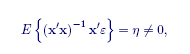 E {(x′x)⁻¹ x′ε} = η ≠ 0,